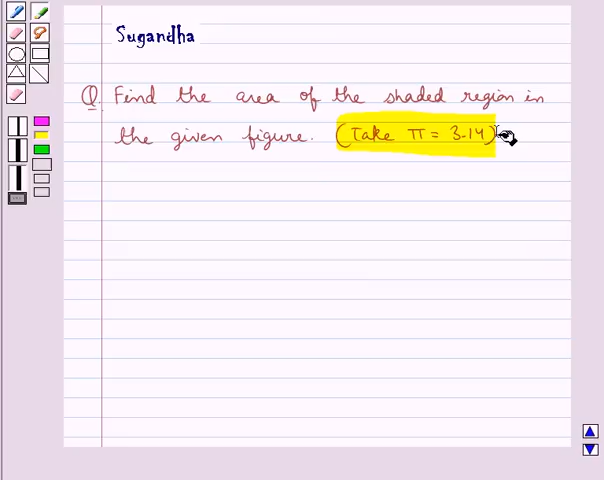 Sugandha
Q. Find the area of the shaded region in
the given figure. (Take π = 3.14)